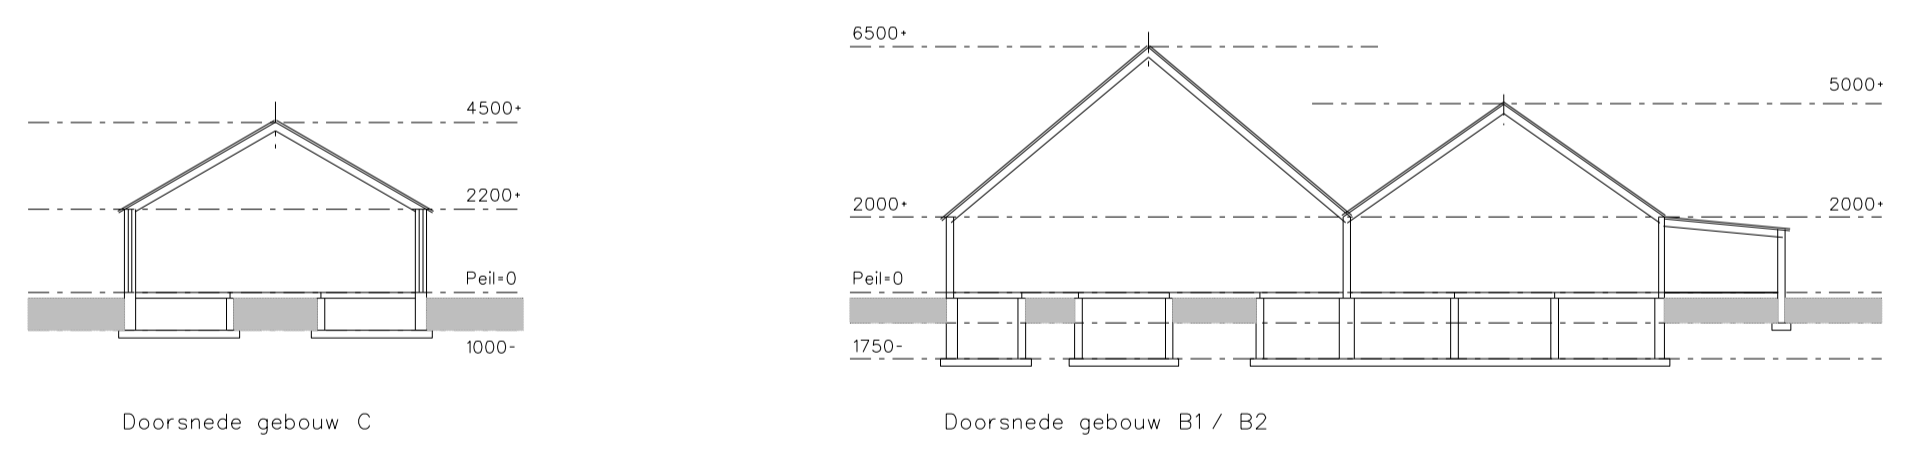 4500+
2200+
Peil=0
1000-
Doorsnede gebouw C
6500+
5000+
2000+
2000+
Peil=0
1750-
Doorsnede gebouw B1 / B2